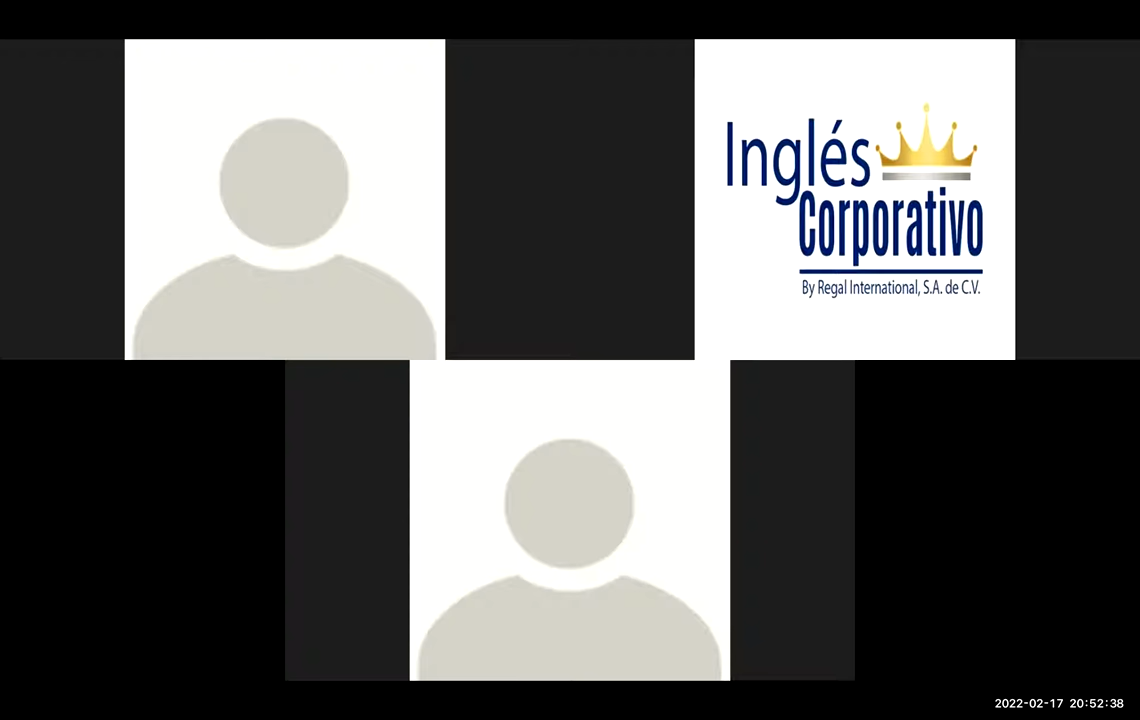 Inglés
Corporativo
By Regal International, S.A. de C.V.
2022-02-17 20:52:38